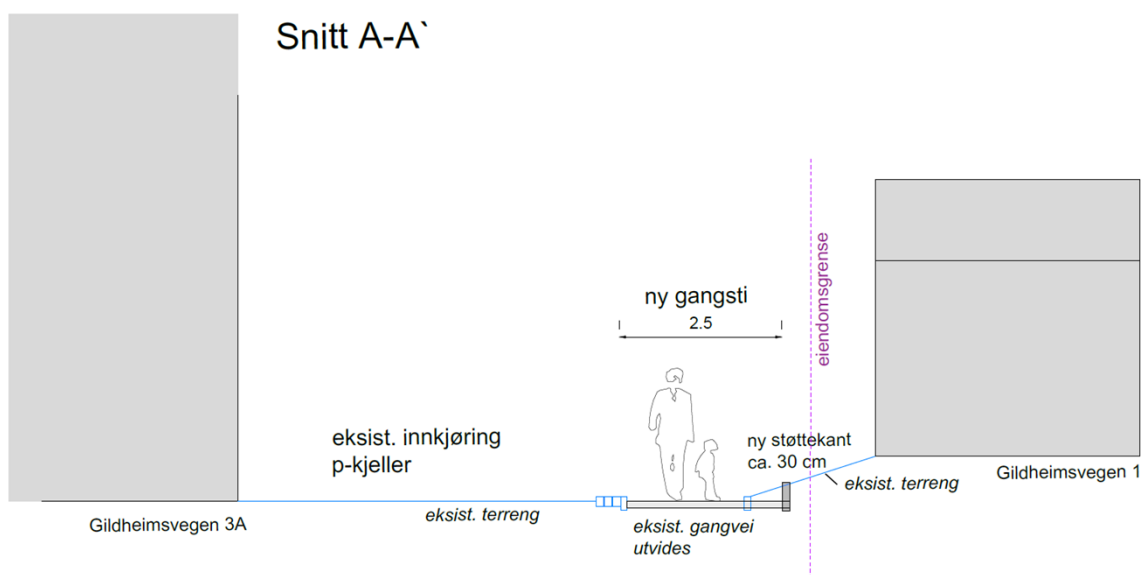 Snitt A-A`
eiendomsgrense
ny gangsti
2.5
eksist. innkjøring
p-kjeller
ny støttekant
ca. 30 cm
Gildheimsvegen 1
eksist. terreng
eksist. terreng
Gildheimsvegen 3A
eksist. gangvei
utvides